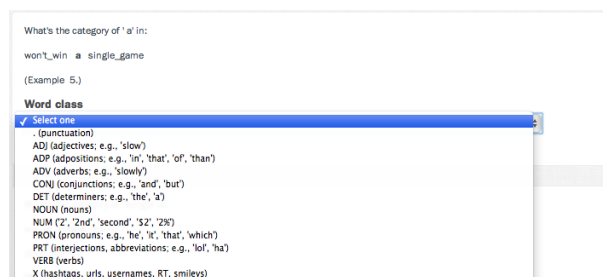 What's the category of ' a' in:
won't_win a single_game
(Example 5.)
Word class
✓ Select one
. (punctuation)
ADJ (adjectives; e.g., 'slow')
ADP (adpositions; e.g., 'in', 'that', 'of', 'than')
ADV (adverbs; e.g., 'slowly')
CONJ (conjunctions; e.g., 'and', 'but')
DET (determiners; e.g., 'the', 'a')
NOUN (nouns)
NUM ('2', '2nd', 'second', '$2', '2%')
PRON (pronouns; e.g., 'he', 'it', 'that', 'which')
PRT (interjections, abbreviations; e.g., 'lol', 'ha')
VERB (verbs)
X (hashtags, urls, usernames, RT, smileys)